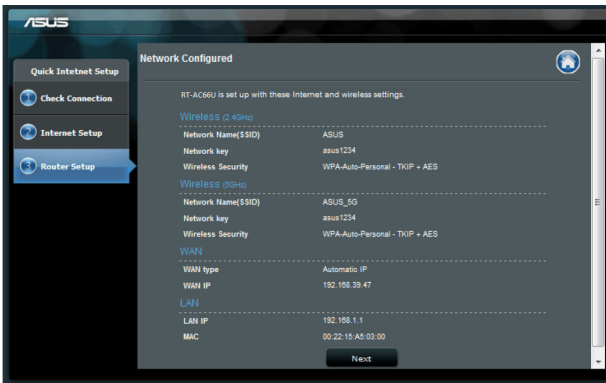 ASUS
Quick Intetnet Setup
1 Check Connection
2 Internet Setup
3 Router Setup
Network Configured
RT-AC66U is set up with these Internet and wireless settings.
Wireless (2.4GHz)
Network Name(SSID) ASUS
Network key asus1234
Wireless Security WPA-Auto-Personal - TKIP + AES
Wireless (5GHz)
Network Name(SSID) ASUS_5G
Network key asus1234
Wireless Security WPA-Auto-Personal - TKIP + AES
WAN
WAN type Automatic IP
WAN IP 192.168.39.47
LAN
LAN IP 192.168.1.1
MAC 00:22:15:A5:03:00
Next